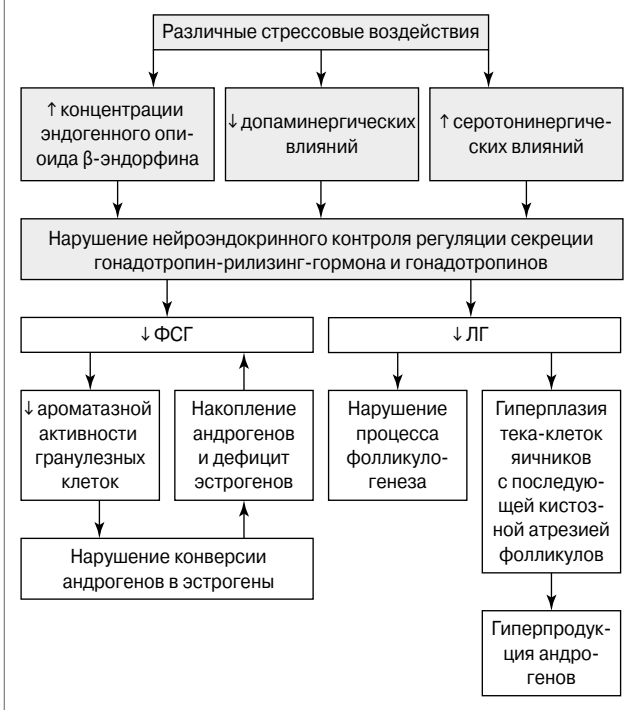 Различные стрессовые воздействия
↑ концентрации
эндогенного опи-
оида β-эндорфина
↓ допаминергических
влияний
↑ серотонинергиче-
ских влияний
Нарушение нейроэндокринного контроля регуляции секреции
гонадотропин-рилизинг-гормона и гонадотропинов
↓ ФСГ
↓ ЛГ
↓ ароматазной
активности
гранулезных
клеток
Накопление
андрогенов
и дефицит
эстрогенов
Нарушение
процесса
фолликуло-
генеза
Гиперплазия
тека-клеток
яичников
с последую-
щей кистоз-
ной атрезией
фолликулов
Нарушение конверсии
андрогенов в эстрогены
Гиперпродук-
ция андро-
генов